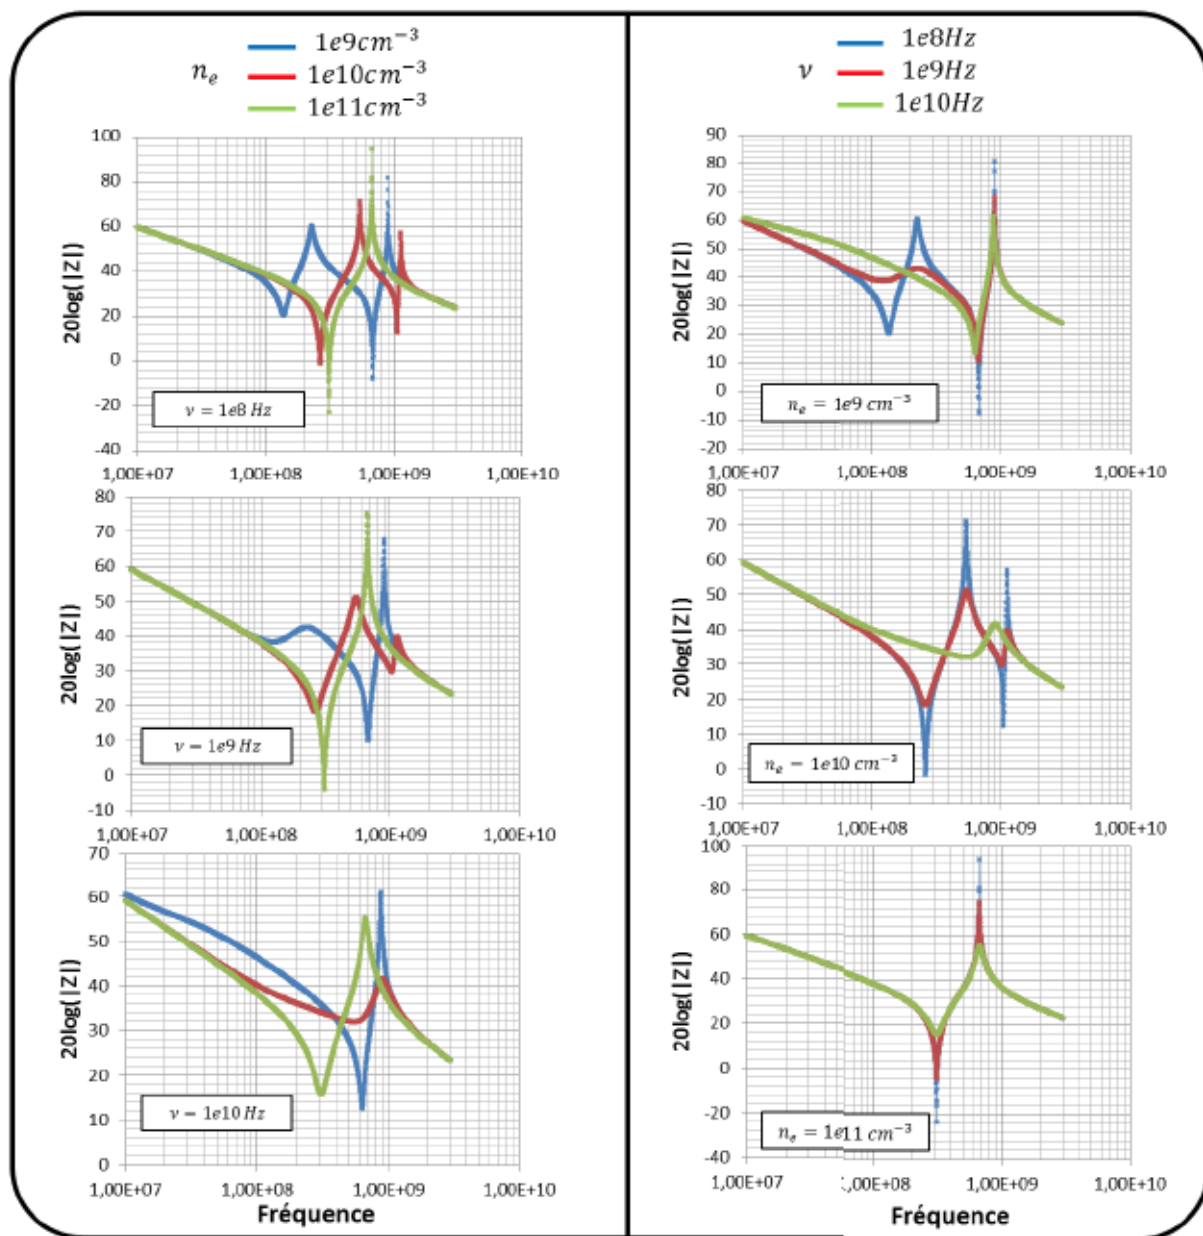 n_e
1e9cm⁻³
1e10cm⁻³
1e11cm⁻³
100
80
60
40
20
0
-20
-40
20log(|Z|)
ν = 1e8 Hz
1,00E+07 1,00E+08 1,00E+09 1,00E+10
80
70
60
50
40
30
20
10
0
-10
20log(|Z|)
ν = 1e9 Hz
1,00E+07 1,00E+08 1,00E+09 1,00E+10
70
60
50
40
30
20
10
0
20log(|Z|)
ν = 1e10 Hz
1,00E+07 1,00E+08 1,00E+09 1,00E+10
Fréquence
ν
1e8Hz
1e9Hz
1e10Hz
90
80
70
60
50
40
30
20
10
0
-10
-20
20log(|Z|)
n_e = 1e9 cm⁻³
1,00E+07 1,00E+08 1,00E+09 1,00E+10
80
70
60
50
40
30
20
10
0
-10
20log(|Z|)
n_e = 1e10 cm⁻³
1,00E+07 1,00E+08 1,00E+09 1,00E+10
100
80
60
40
20
0
-20
-40
20log(|Z|)
n_e = 1e11 cm⁻³
1,00E+07 1,00E+08 1,00E+09 1,00E+10
Fréquence